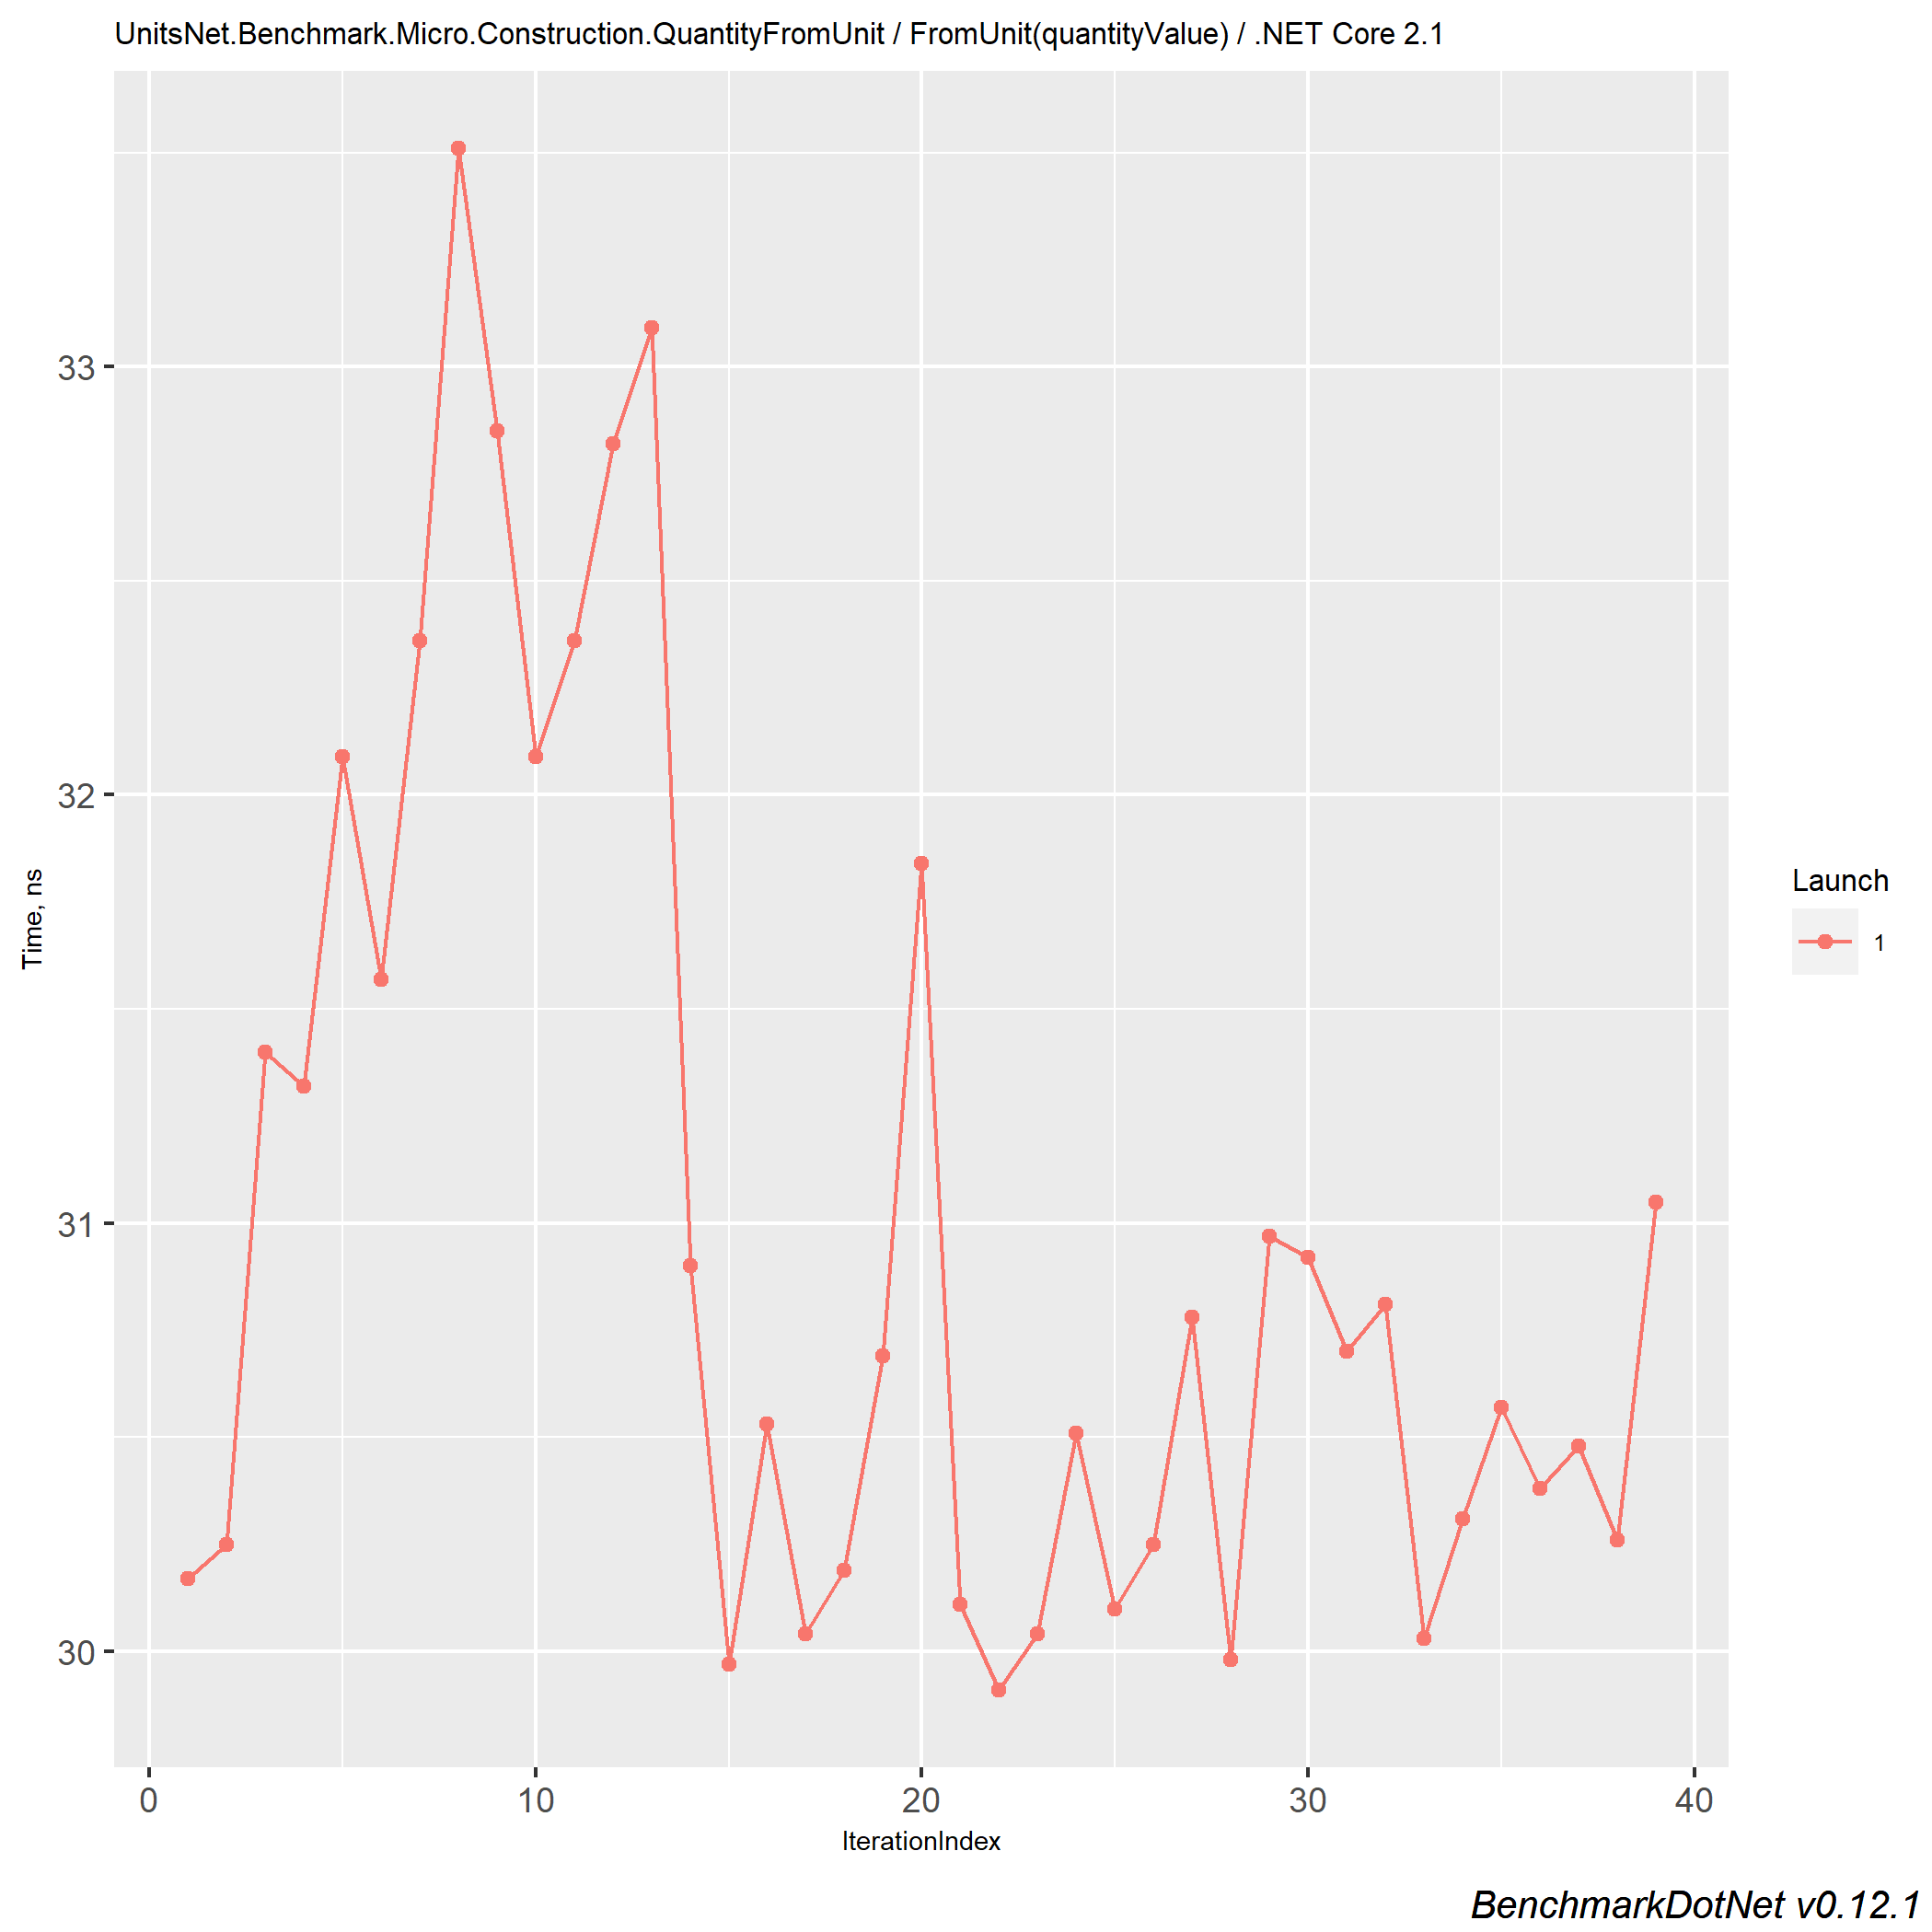 UnitsNet.Benchmark.Micro.Construction.QuantityFromUnit / FromUnit(quantityValue) / .NET Core 2.1
33
32
31
30
Time, ns
0 10 20 30 40
IterationIndex
Launch
1
BenchmarkDotNet v0.12.1